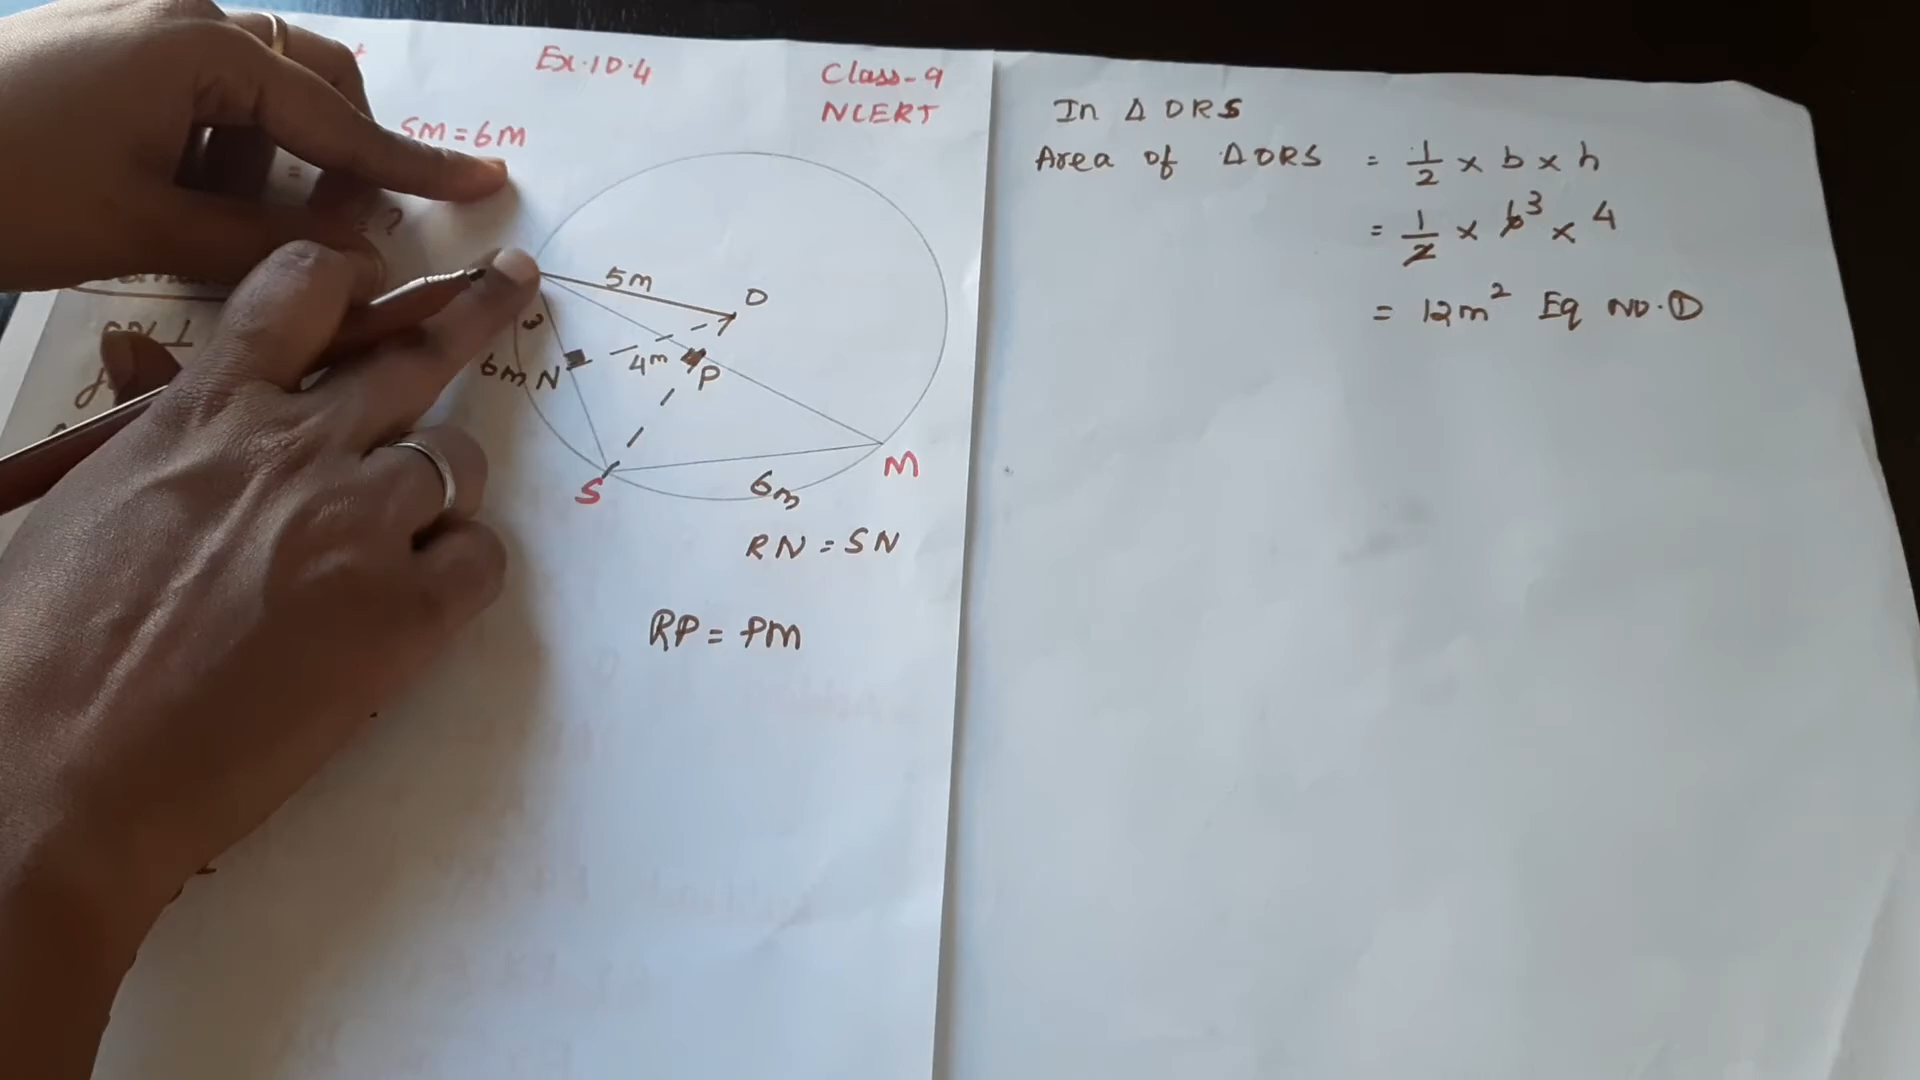 Ex.10.4
Class-9
NCERT
SM = 6m
= ?
5m
O
3
6m
N
4m
P
S
M
6m
RN = SN
RP = PM
In Δ ORS
Area of ΔORS = 1/2 × b × h
= 1/2 × 6 3 × 4
= 12m² Eq No. ①